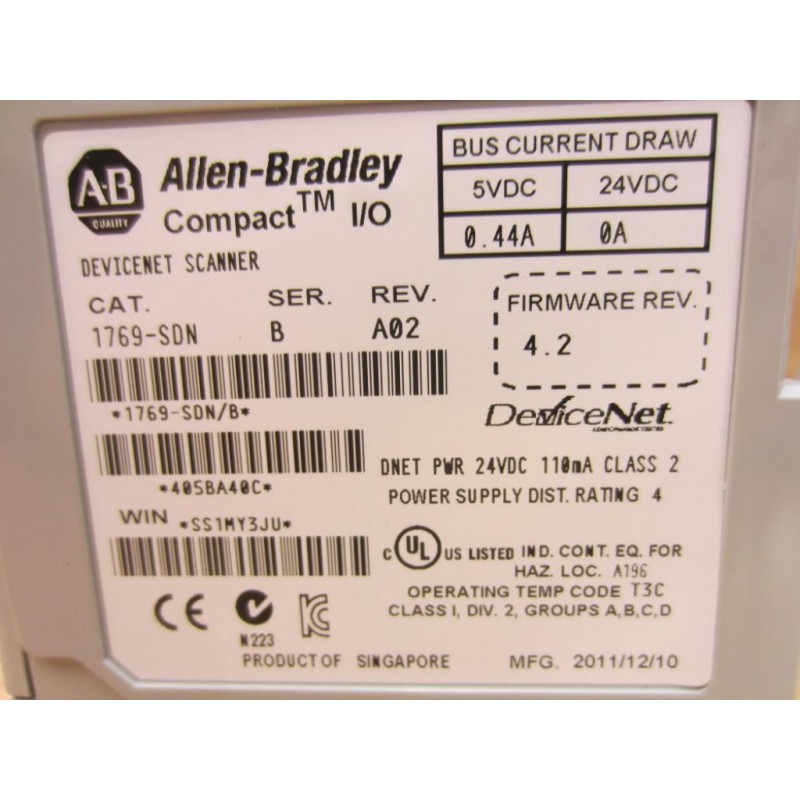 A-B
QUALITY
Allen-Bradley
Compact™ I/O
BUS CURRENT DRAW
5VDC 24VDC
0.44A 0A
DEVICENET SCANNER
CAT. SER. REV.
1769-SDN B A02
FIRMWARE REV.
4.2
*1769-SDN/B*
DeviceNet
*405BA40C*
DNET PWR 24VDC 110mA CLASS 2
POWER SUPPLY DIST. RATING 4
WIN *SS1MY3JU*
C UL US LISTED IND. CONT. EQ. FOR
HAZ. LOC. A196
OPERATING TEMP CODE T3C
CLASS I, DIV. 2, GROUPS A,B,C,D
CE
N223
PRODUCT OF SINGAPORE MFG. 2011/12/10